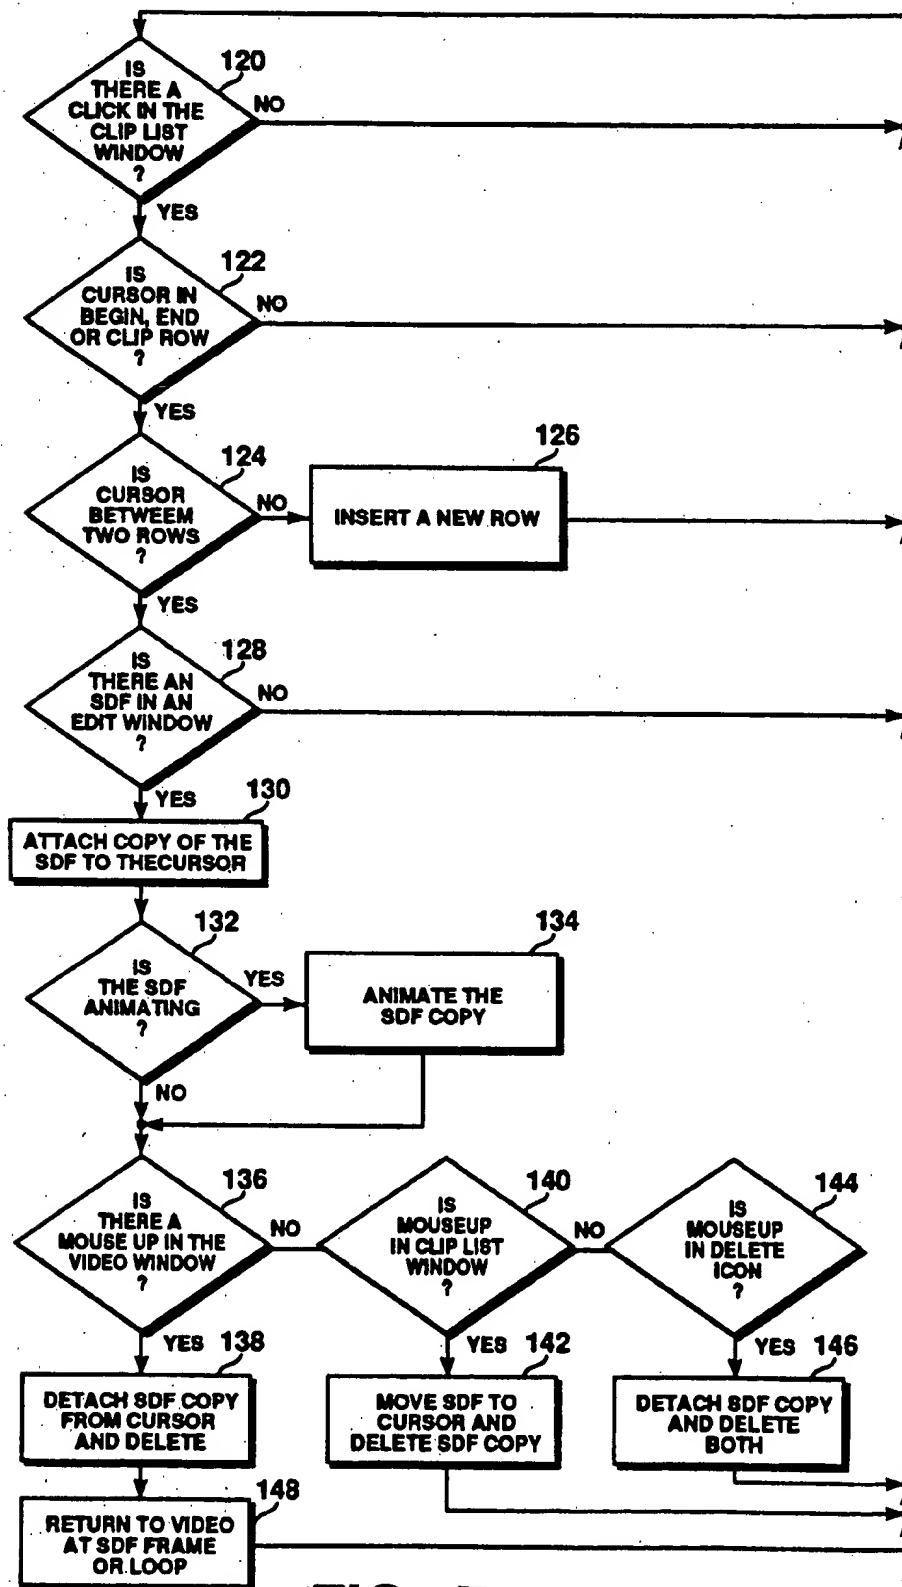 120
IS
THERE A
CLICK IN THE
CLIP LIST
WINDOW
?
NO
YES
122
IS
CURSOR IN
BEGIN, END
OR CLIP ROW
?
NO
YES
124
IS
CURSOR
BETWEEM
TWO ROWS
?
NO
126
INSERT A NEW ROW
YES
128
IS
THERE AN
SDF IN AN
EDIT WINDOW
?
NO
YES
130
ATTACH COPY OF THE
SDF TO THECURSOR
132
IS
THE SDF
ANIMATING
?
YES
134
ANIMATE THE
SDF COPY
NO
136
IS
THERE A
MOUSE UP IN THE
VIDEO WINDOW
?
NO
140
IS
MOUSEUP
IN CLIP LIST
WINDOW
?
NO
144
IS
MOUSEUP
IN DELETE
ICON
?
YES
138
DETACH SDF COPY
FROM CURSOR
AND DELETE
YES
142
MOVE SDF TO
CURSOR AND
DELETE SDF COPY
YES
146
DETACH SDF COPY
AND DELETE
BOTH
148
RETURN TO VIDEO
AT SDF FRAME
OR LOOP